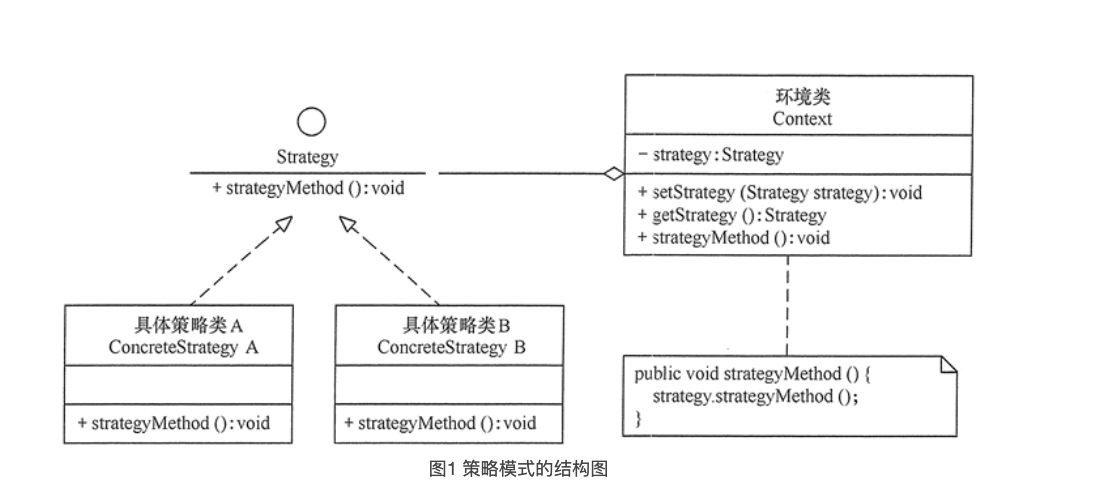 Strategy
+ strategyMethod ( ) : void
环境类
Context
− strategy : Strategy
+ setStrategy (Strategy strategy) : void
+ getStrategy ( ) : Strategy
+ strategyMethod ( ) : void
具体策略类A
ConcreteStrategy A
+ strategyMethod ( ) : void
具体策略类B
ConcreteStrategy B
+ strategyMethod ( ) : void
public void strategyMethod ( ) {
strategy.strategyMethod ( );
}
图1 策略模式的结构图